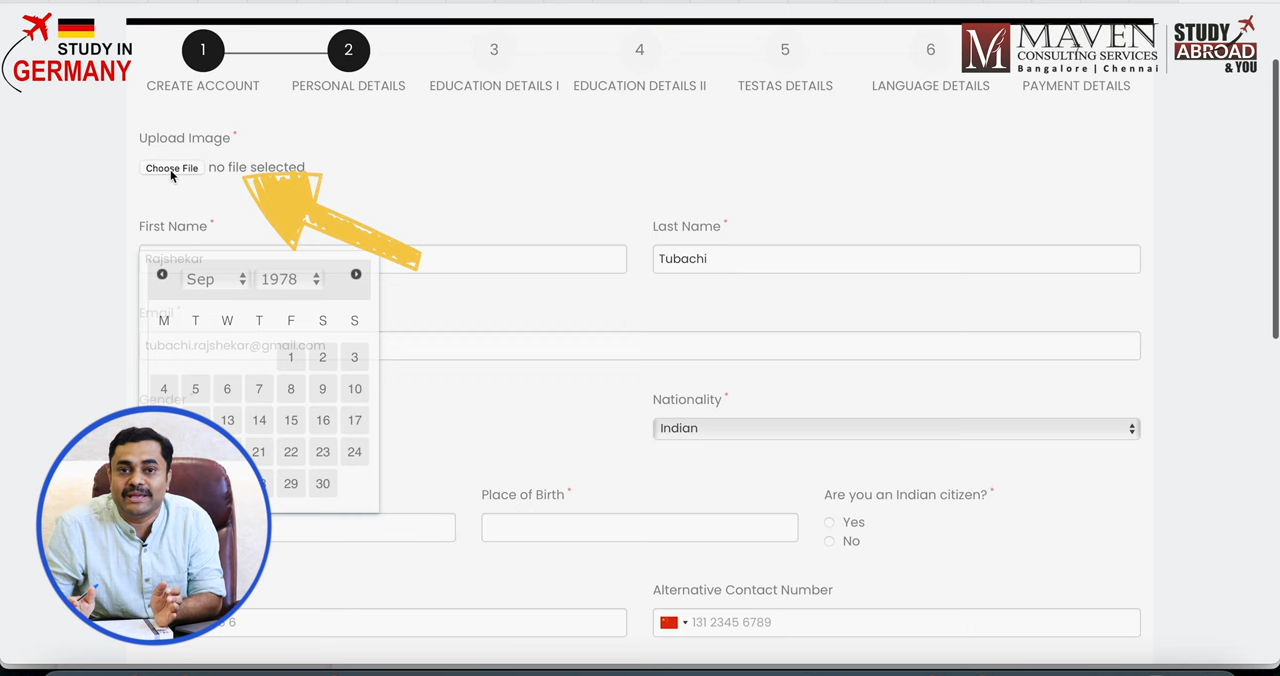 STUDY IN
GERMANY
MAVEN
CONSULTING SERVICES
Bangalore | Chennai
STUDY
ABROAD
& YOU
1 2 3 4 5 6
CREATE ACCOUNT PERSONAL DETAILS EDUCATION DETAILS I EDUCATION DETAILS II TESTAS DETAILS LANGUAGE DETAILS PAYMENT DETAILS
Upload Image *
Choose File no file selected
First Name * Last Name *
Rajshekar Tubachi
Sep 1978
M T W T F S S
Email *
tubachi.rajshekar@gmail.com
1 2 3
4 5 6 7 8 9 10
Gender Nationality *
13 14 15 16 17
Indian
21 22 23 24
29 30
Place of Birth * Are you an Indian citizen? *
Yes
No
Alternative Contact Number
6 131 2345 6789